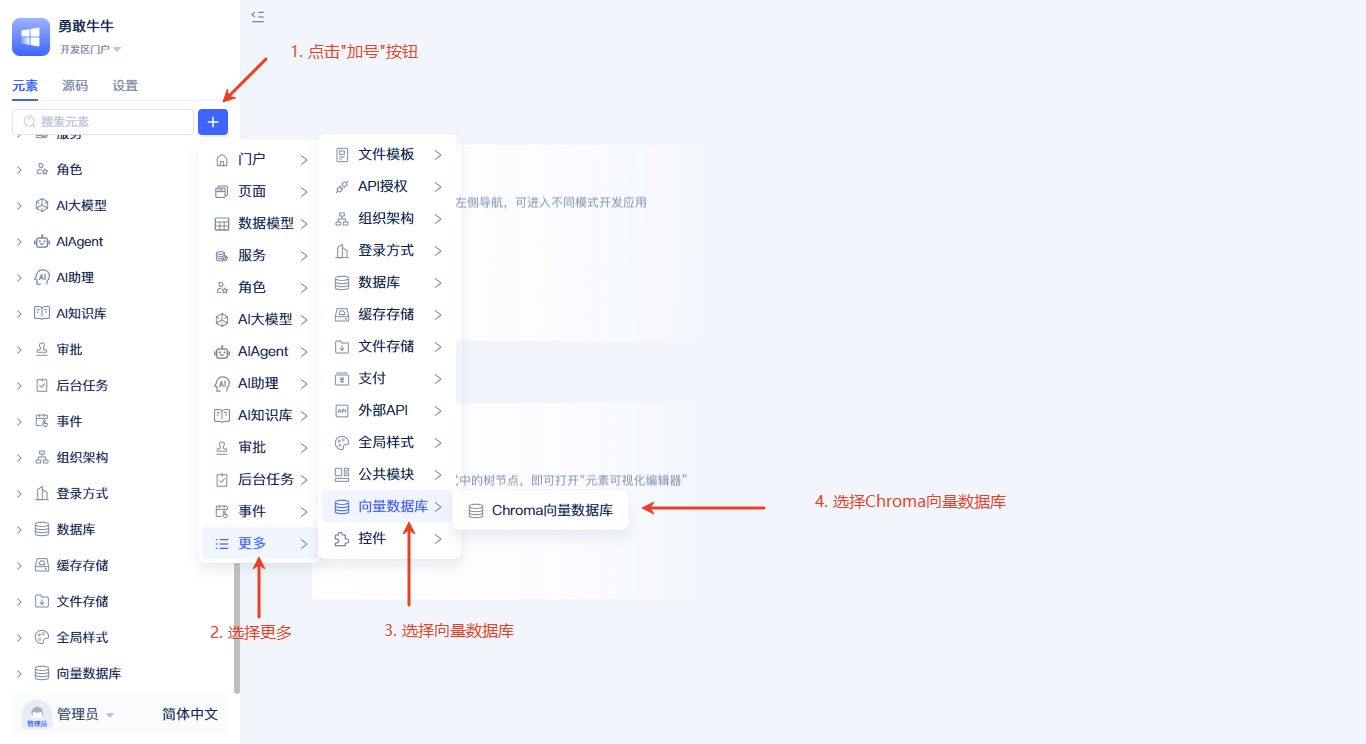 勇敢牛牛
开发区门户
元素 源码 设置
搜索元素
服务
角色
AI大模型
AIAgent
AI助理
AI知识库
审批
后台任务
事件
组织架构
登录方式
数据库
缓存存储
文件存储
全局样式
向量数据库
管理员
管理员 简体中文
1. 点击"加号"按钮
门户
页面
数据模型
服务
角色
AI大模型
AIAgent
AI助理
AI知识库
审批
后台任务
事件
更多
2. 选择更多
文件模板
API授权
组织架构
登录方式
数据库
缓存存储
文件存储
支付
外部API
全局样式
公共模块
向量数据库
控件
3. 选择向量数据库
Chroma向量数据库
4. 选择Chroma向量数据库
左侧导航，可进入不同模式开发应用
中的树节点，即可打开“元素可视化编辑器”